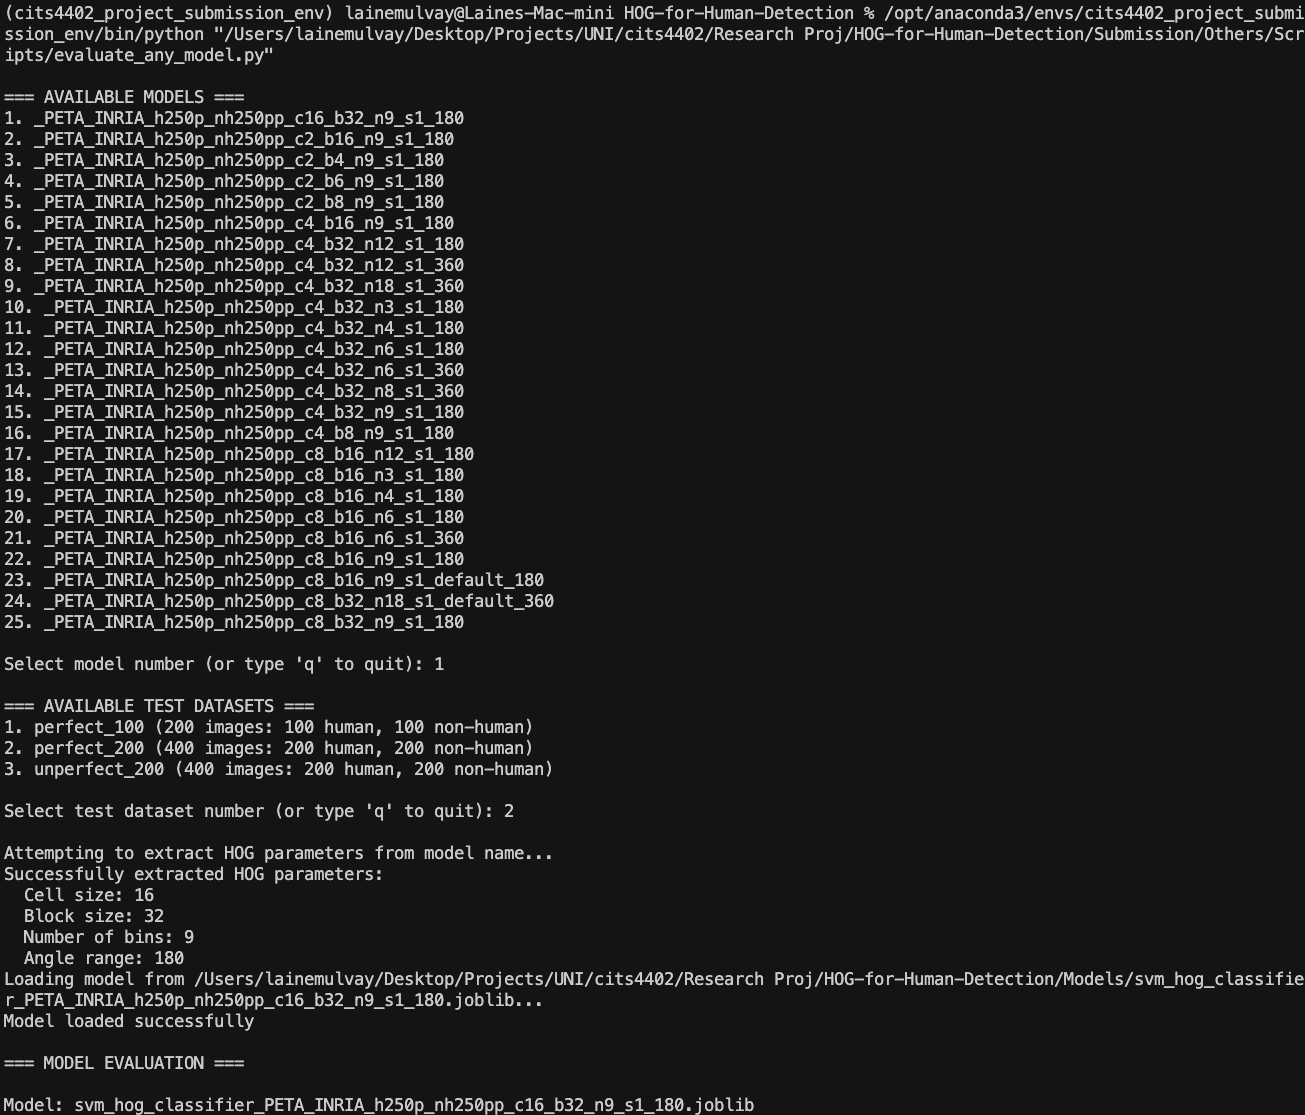 (cits4402_project_submission_env) lainemulvay@Laines-Mac-mini HOG-for-Human-Detection % /opt/anaconda3/envs/cits4402_project_submi
ssion_env/bin/python "/Users/lainemulvay/Desktop/Projects/UNI/cits4402/Research Proj/HOG-for-Human-Detection/Submission/Others/Scr
ipts/evaluate_any_model.py"
=== AVAILABLE MODELS ===
1. _PETA_INRIA_h250p_nh250pp_c16_b32_n9_s1_180
2. _PETA_INRIA_h250p_nh250pp_c2_b16_n9_s1_180
3. _PETA_INRIA_h250p_nh250pp_c2_b4_n9_s1_180
4. _PETA_INRIA_h250p_nh250pp_c2_b6_n9_s1_180
5. _PETA_INRIA_h250p_nh250pp_c2_b8_n9_s1_180
6. _PETA_INRIA_h250p_nh250pp_c4_b16_n9_s1_180
7. _PETA_INRIA_h250p_nh250pp_c4_b32_n12_s1_180
8. _PETA_INRIA_h250p_nh250pp_c4_b32_n12_s1_360
9. _PETA_INRIA_h250p_nh250pp_c4_b32_n18_s1_360
10. _PETA_INRIA_h250p_nh250pp_c4_b32_n3_s1_180
11. _PETA_INRIA_h250p_nh250pp_c4_b32_n4_s1_180
12. _PETA_INRIA_h250p_nh250pp_c4_b32_n6_s1_180
13. _PETA_INRIA_h250p_nh250pp_c4_b32_n6_s1_360
14. _PETA_INRIA_h250p_nh250pp_c4_b32_n8_s1_360
15. _PETA_INRIA_h250p_nh250pp_c4_b32_n9_s1_180
16. _PETA_INRIA_h250p_nh250pp_c4_b8_n9_s1_180
17. _PETA_INRIA_h250p_nh250pp_c8_b16_n12_s1_180
18. _PETA_INRIA_h250p_nh250pp_c8_b16_n3_s1_180
19. _PETA_INRIA_h250p_nh250pp_c8_b16_n4_s1_180
20. _PETA_INRIA_h250p_nh250pp_c8_b16_n6_s1_180
21. _PETA_INRIA_h250p_nh250pp_c8_b16_n6_s1_360
22. _PETA_INRIA_h250p_nh250pp_c8_b16_n9_s1_180
23. _PETA_INRIA_h250p_nh250pp_c8_b16_n9_s1_default_180
24. _PETA_INRIA_h250p_nh250pp_c8_b32_n18_s1_default_360
25. _PETA_INRIA_h250p_nh250pp_c8_b32_n9_s1_180
Select model number (or type 'q' to quit): 1
=== AVAILABLE TEST DATASETS ===
1. perfect_100 (200 images: 100 human, 100 non-human)
2. perfect_200 (400 images: 200 human, 200 non-human)
3. unperfect_200 (400 images: 200 human, 200 non-human)
Select test dataset number (or type 'q' to quit): 2
Attempting to extract HOG parameters from model name...
Successfully extracted HOG parameters:
Cell size: 16
Block size: 32
Number of bins: 9
Angle range: 180
Loading model from /Users/lainemulvay/Desktop/Projects/UNI/cits4402/Research Proj/HOG-for-Human-Detection/Models/svm_hog_classifie
r_PETA_INRIA_h250p_nh250pp_c16_b32_n9_s1_180.joblib...
Model loaded successfully
=== MODEL EVALUATION ===
Model: svm_hog_classifier_PETA_INRIA_h250p_nh250pp_c16_b32_n9_s1_180.joblib